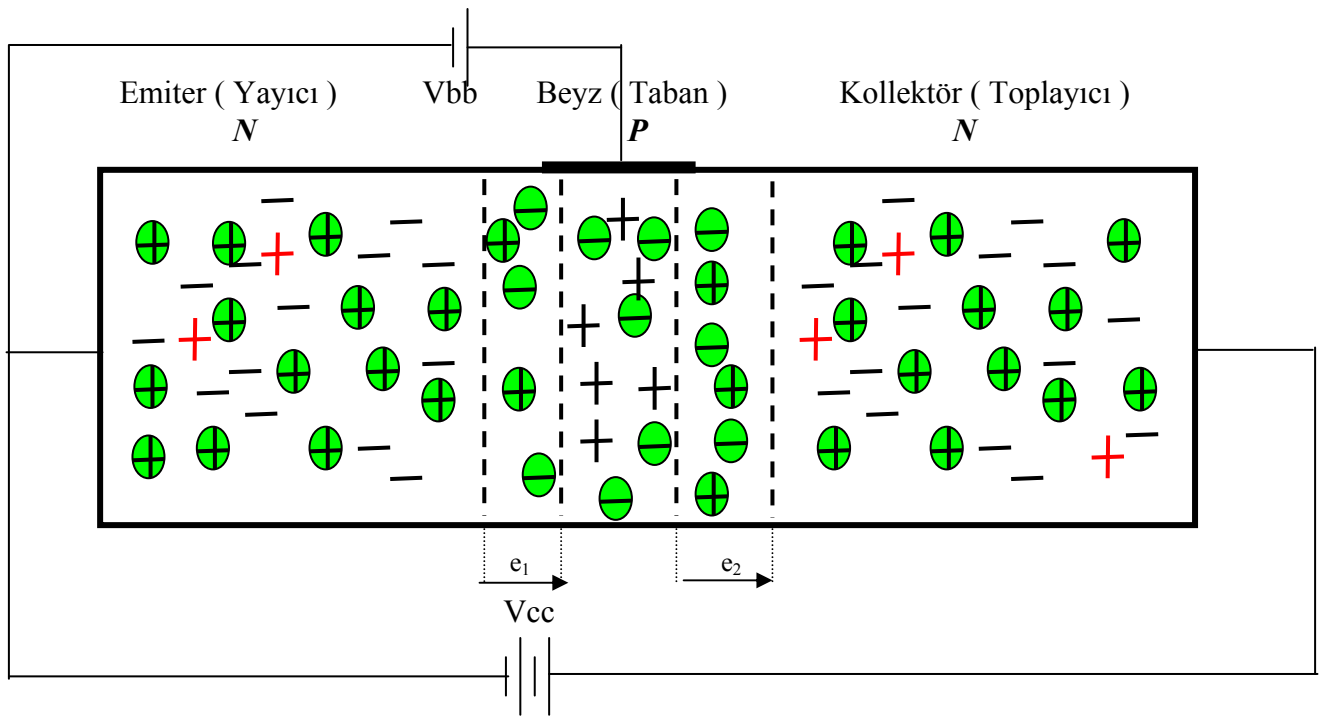 Emiter ( Yayıcı ) Vbb Beyz ( Taban ) Kollektör ( Toplayıcı )
N P N
e₁ e₂
Vcc